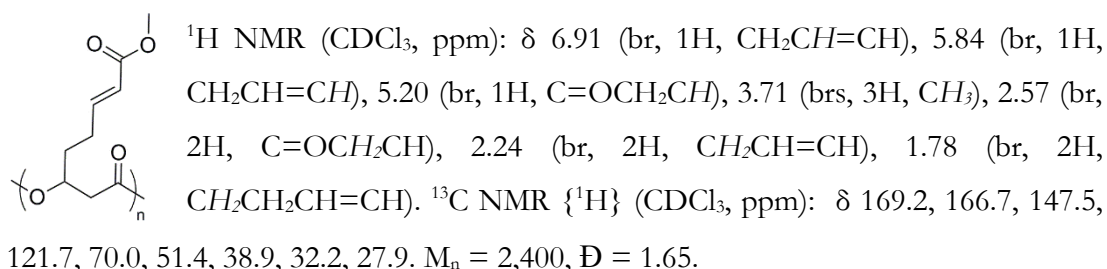 ¹H NMR (CDCl₃, ppm): δ 6.91 (br, 1H, CH₂CH=CH), 5.84 (br, 1H,
CH₂CH=CH), 5.20 (br, 1H, C=OCH₂CH), 3.71 (brs, 3H, CH₃), 2.57 (br,
2H, C=OCH₂CH), 2.24 (br, 2H, CH₂CH=CH), 1.78 (br, 2H,
CH₂CH₂CH=CH). ¹³C NMR {¹H} (CDCl₃, ppm): δ 169.2, 166.7, 147.5,
121.7, 70.0, 51.4, 38.9, 32.2, 27.9. Mₙ = 2,400, Đ = 1.65.
O
O
O
O
n